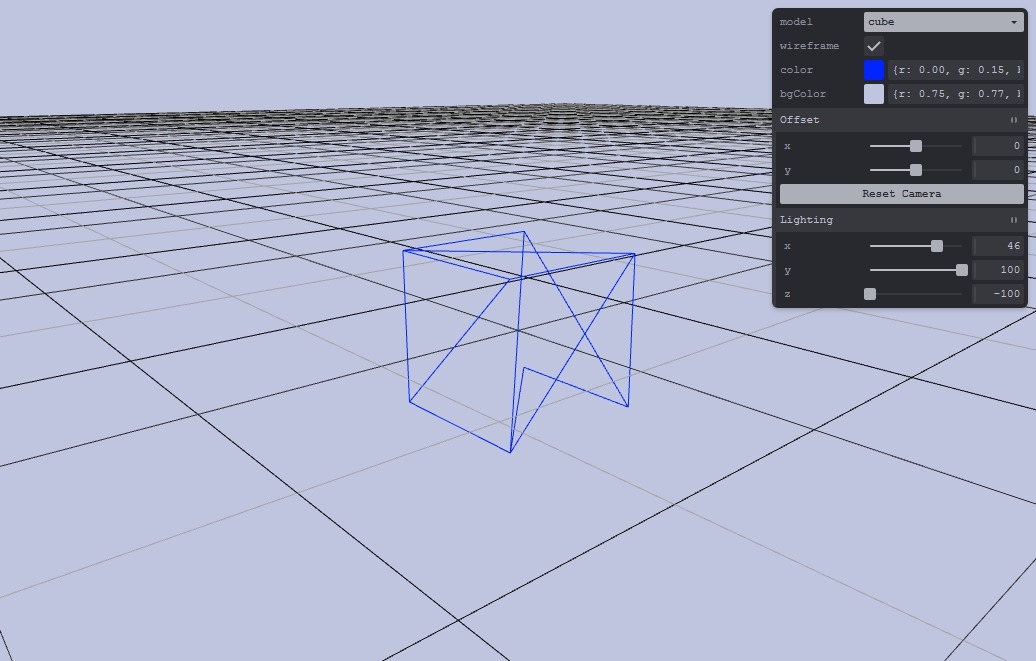 model cube
wireframe
color {r: 0.00, g: 0.15,
bgColor {r: 0.75, g: 0.77,
Offset
x 0
y 0
Reset Camera
Lighting
x 46
y 100
z -100